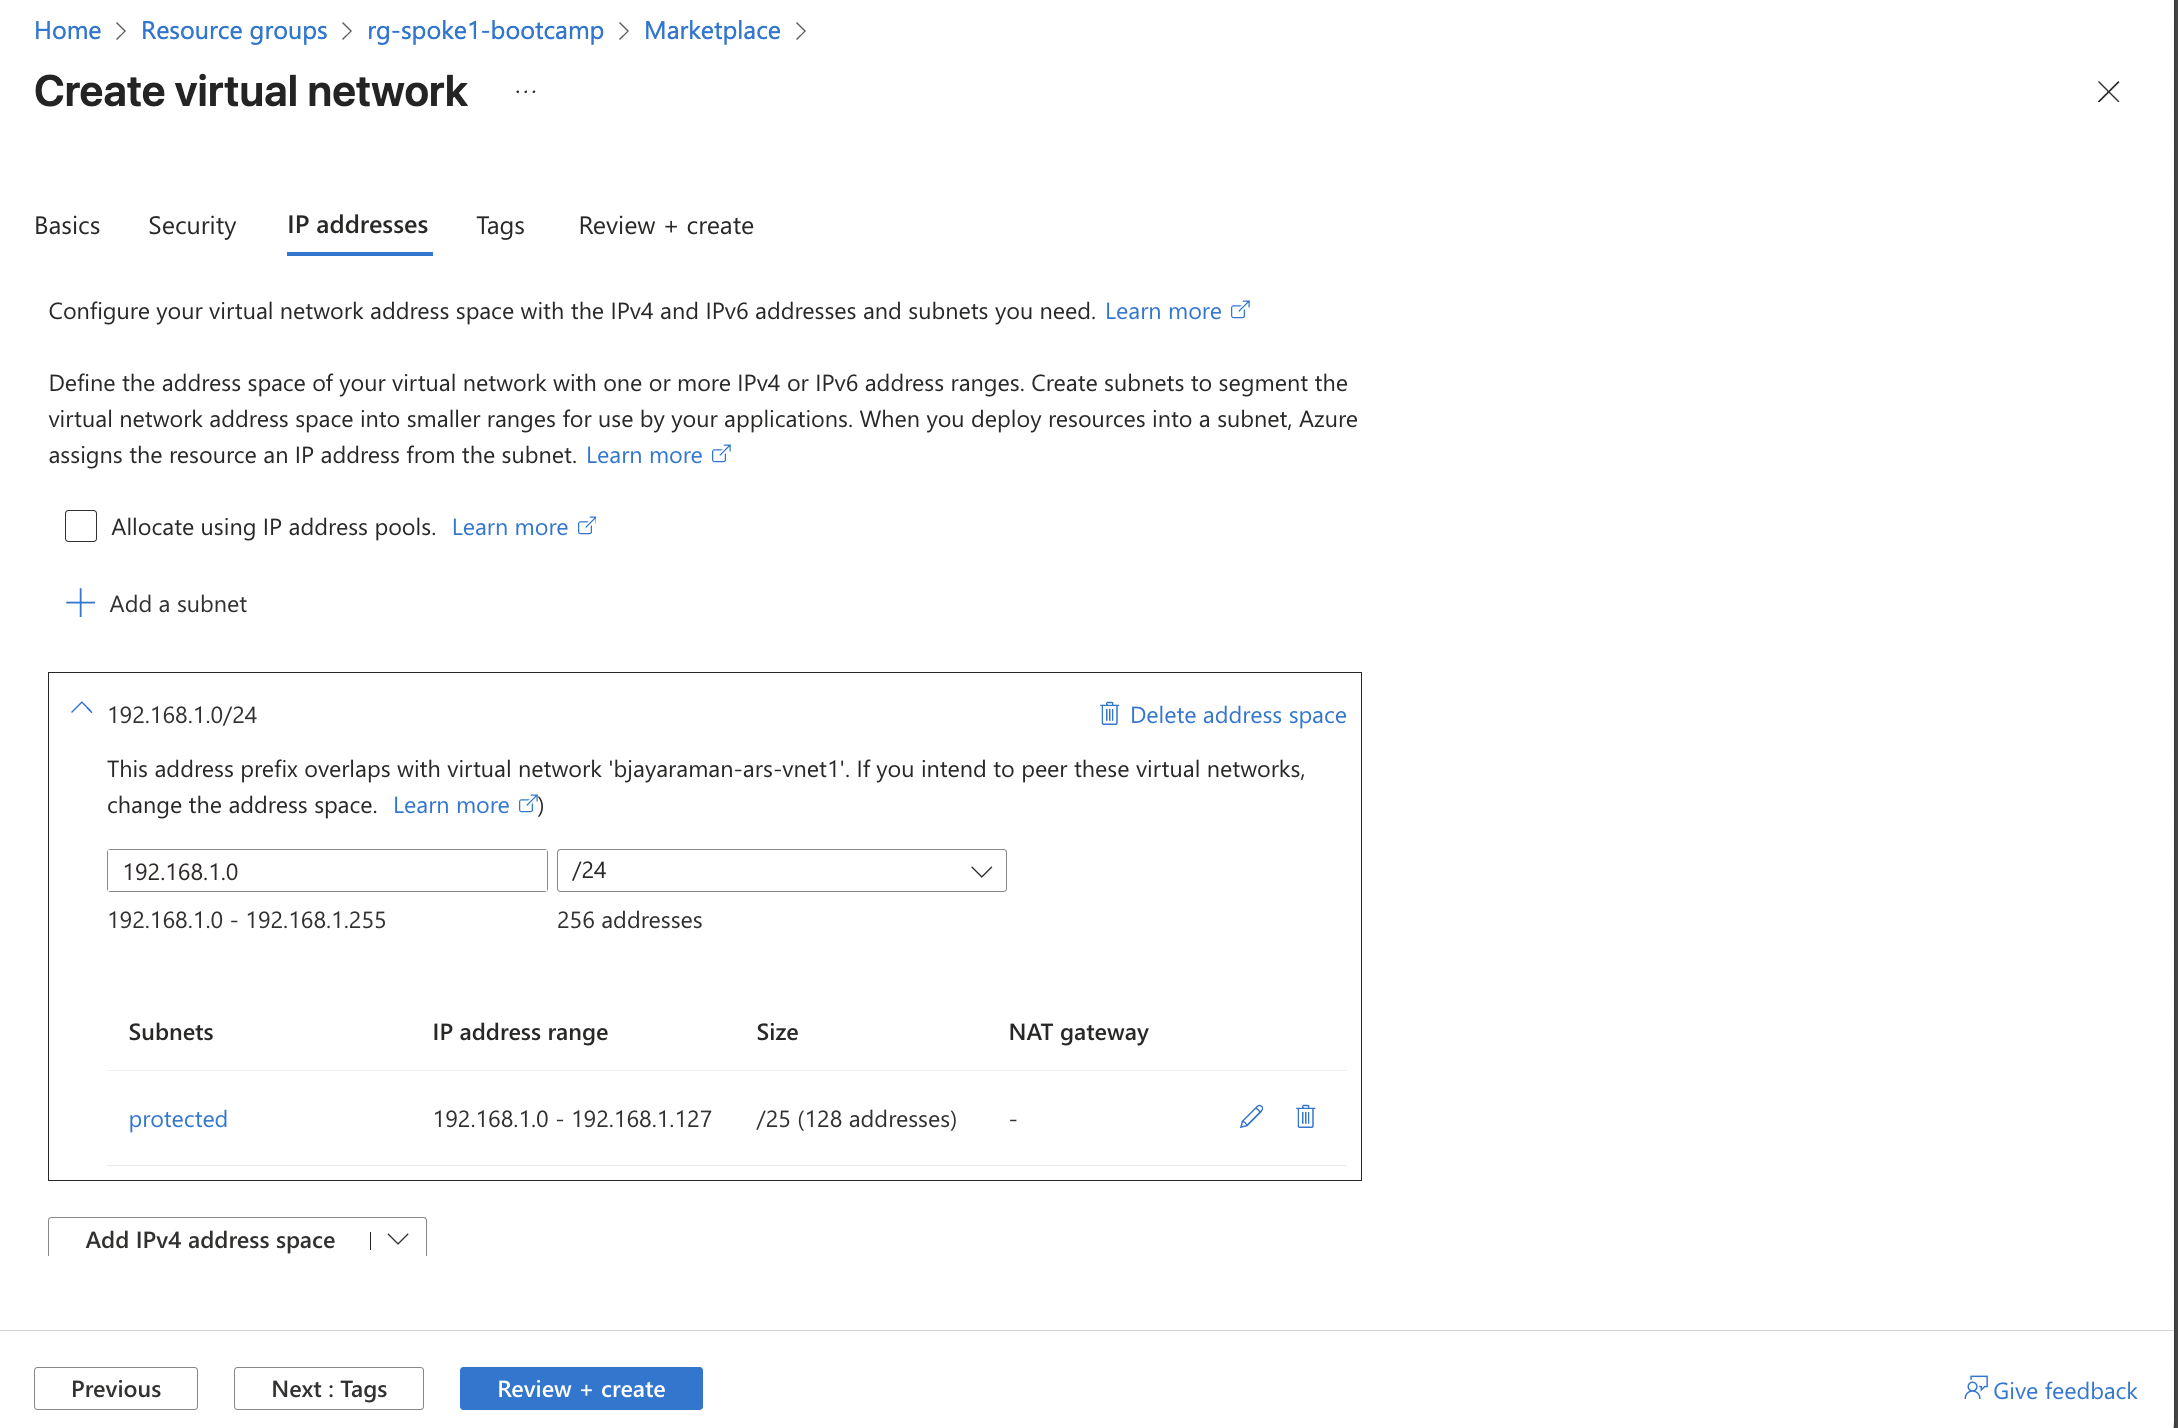 Home > Resource groups > rg-spoke1-bootcamp > Marketplace >
Create virtual network ...
Basics Security IP addresses Tags Review + create
Configure your virtual network address space with the IPv4 and IPv6 addresses and subnets you need. Learn more
Define the address space of your virtual network with one or more IPv4 or IPv6 address ranges. Create subnets to segment the
virtual network address space into smaller ranges for use by your applications. When you deploy resources into a subnet, Azure
assigns the resource an IP address from the subnet. Learn more
Allocate using IP address pools. Learn more
Add a subnet
192.168.1.0/24 Delete address space
This address prefix overlaps with virtual network 'bjayaraman-ars-vnet1'. If you intend to peer these virtual networks,
change the address space. Learn more )
192.168.1.0 /24
192.168.1.0 - 192.168.1.255 256 addresses
Subnets IP address range Size NAT gateway
protected 192.168.1.0 - 192.168.1.127 /25 (128 addresses) -
Add IPv4 address space |
Previous Next : Tags Review + create Give feedback